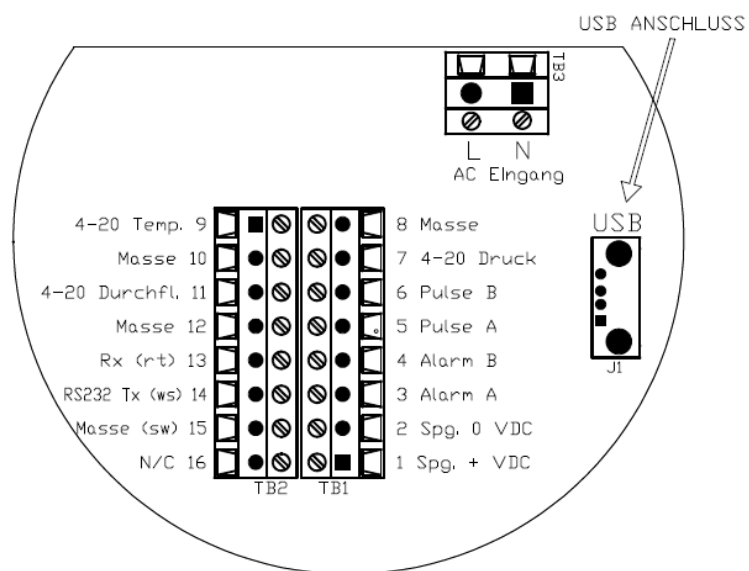 USB ANSCHLUSS
TB3
L N
AC EIngang
USB
J1
4-20 Temp. 9
Masse 10
4-20 Durchfl. 11
Masse 12
Rx (rt) 13
RS232 Tx (ws) 14
Masse (sw) 15
N/C 16
TB2
8 Masse
7 4-20 Druck
6 Pulse B
5 Pulse A
4 Alarm B
3 Alarm A
2 Spg. 0 VDC
1 Spg. + VDC
TB1